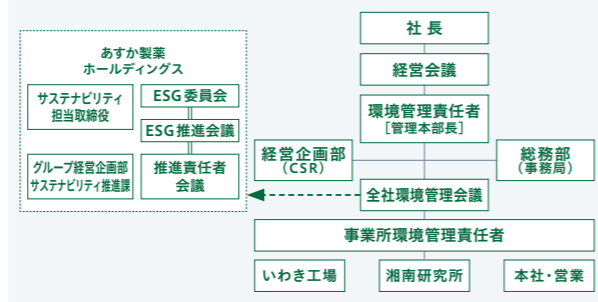 あすか製薬
ホールディングス
サステナビリティ
担当取締役
ESG委員会
ESG推進会議
グループ経営企画部
サステナビリティ推進課
推進責任者
会議
社長
経営会議
環境管理責任者
［管理本部長］
経営企画部
（CSR）
総務部
（事務局）
全社環境管理会議
事業所環境管理責任者
いわき工場
湘南研究所
本社・営業